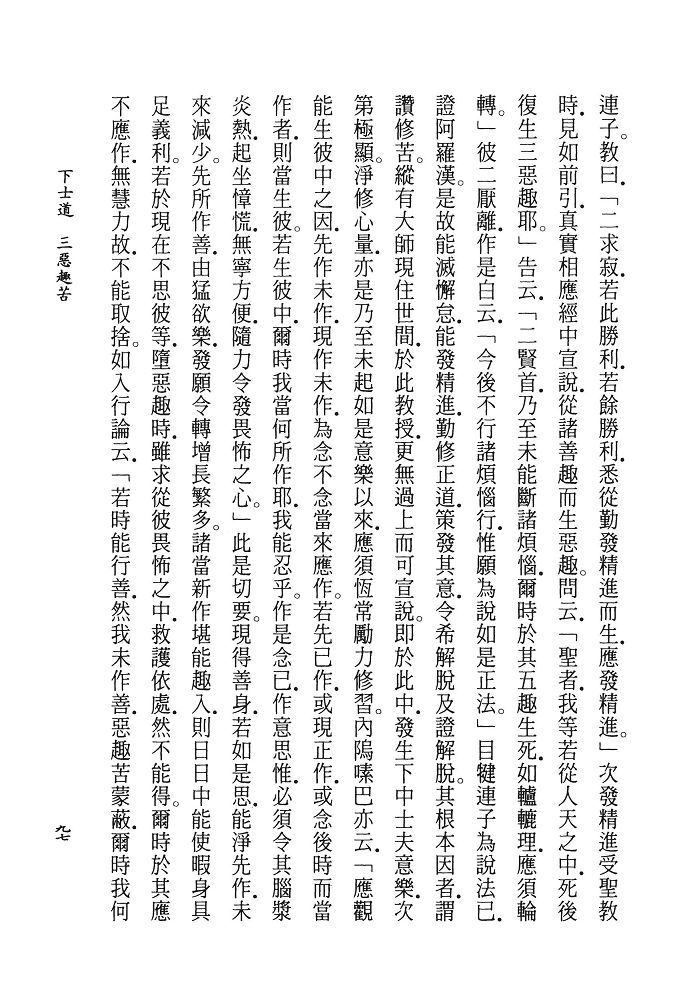 連子。教曰，「二求寂，若此勝利，若餘勝利，悉從勤發精進而生，應發精進。」次發精進受聖教
時，見如前引，真實相應經中宣說，從諸善趣而生惡趣。問云，「聖者，我等若從人天之中，死後
復生三惡趣耶。」告云，「二賢首，乃至未能斷諸煩惱，爾時於其五趣生死，如轤轆理，應須輪
轉。」彼二厭離，作是白云，「今後不行諸煩惱行，惟願為說如是正法。」目犍連子為說法已，
證阿羅漢。是故能滅懈怠，能發精進，勤修正道，策發其意，令希解脫及證解脫。其根本因者，謂
讚修苦。縱有大師現住世間，於此教授，更無過上而可宣說。即於此中，發生下中士夫意樂，次
第極顯。淨修心量，亦是乃至未起如是意樂以來，應須恆常勵力修習。內鄔嗦巴亦云，「應觀
能生彼中之因，先作未作，現作未作，為念不念當來應作。若先已作，或現正作，或念後時而當
作者，則當生彼。若生彼中，爾時我當何所作耶，我能忍乎。作是念已，作意思惟，必須令其腦漿
炎熱，起坐慞慌，無寧方便，隨力令發畏怖之心。」此是切要。現得善身，若如是思，能淨先作，未
來減少。先所作善，由猛欲樂，發願令轉增長繁多。諸當新作堪能趣入，則日日中能使暇身具
足義利。若於現在不思彼等，墮惡趣時，雖求從彼畏怖之中，救護依處，然不能得。爾時於其應
不應作，無慧力故，不能取捨。如入行論云，「若時能行善，然我未作善，惡趣苦蒙蔽，爾時我何
下士道　三惡趣苦
九七